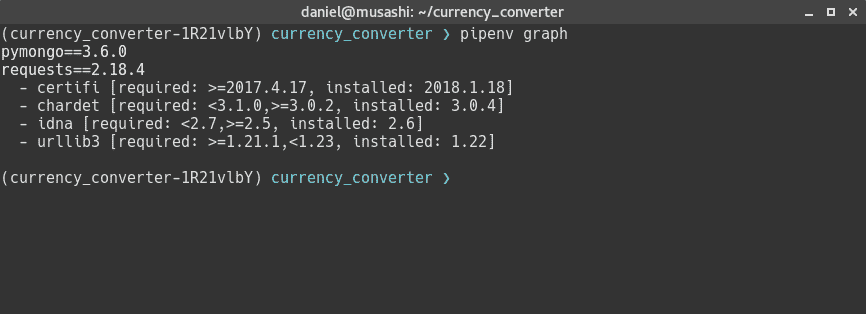 daniel@musashi: ~/currency_converter
(currency_converter-1R21vlbY) currency_converter ❯ pipenv graph
pymongo==3.6.0
requests==2.18.4
  - certifi [required: >=2017.4.17, installed: 2018.1.18]
  - chardet [required: <3.1.0,>=3.0.2, installed: 3.0.4]
  - idna [required: <2.7,>=2.5, installed: 2.6]
  - urllib3 [required: >=1.21.1,<1.23, installed: 1.22]
(currency_converter-1R21vlbY) currency_converter ❯